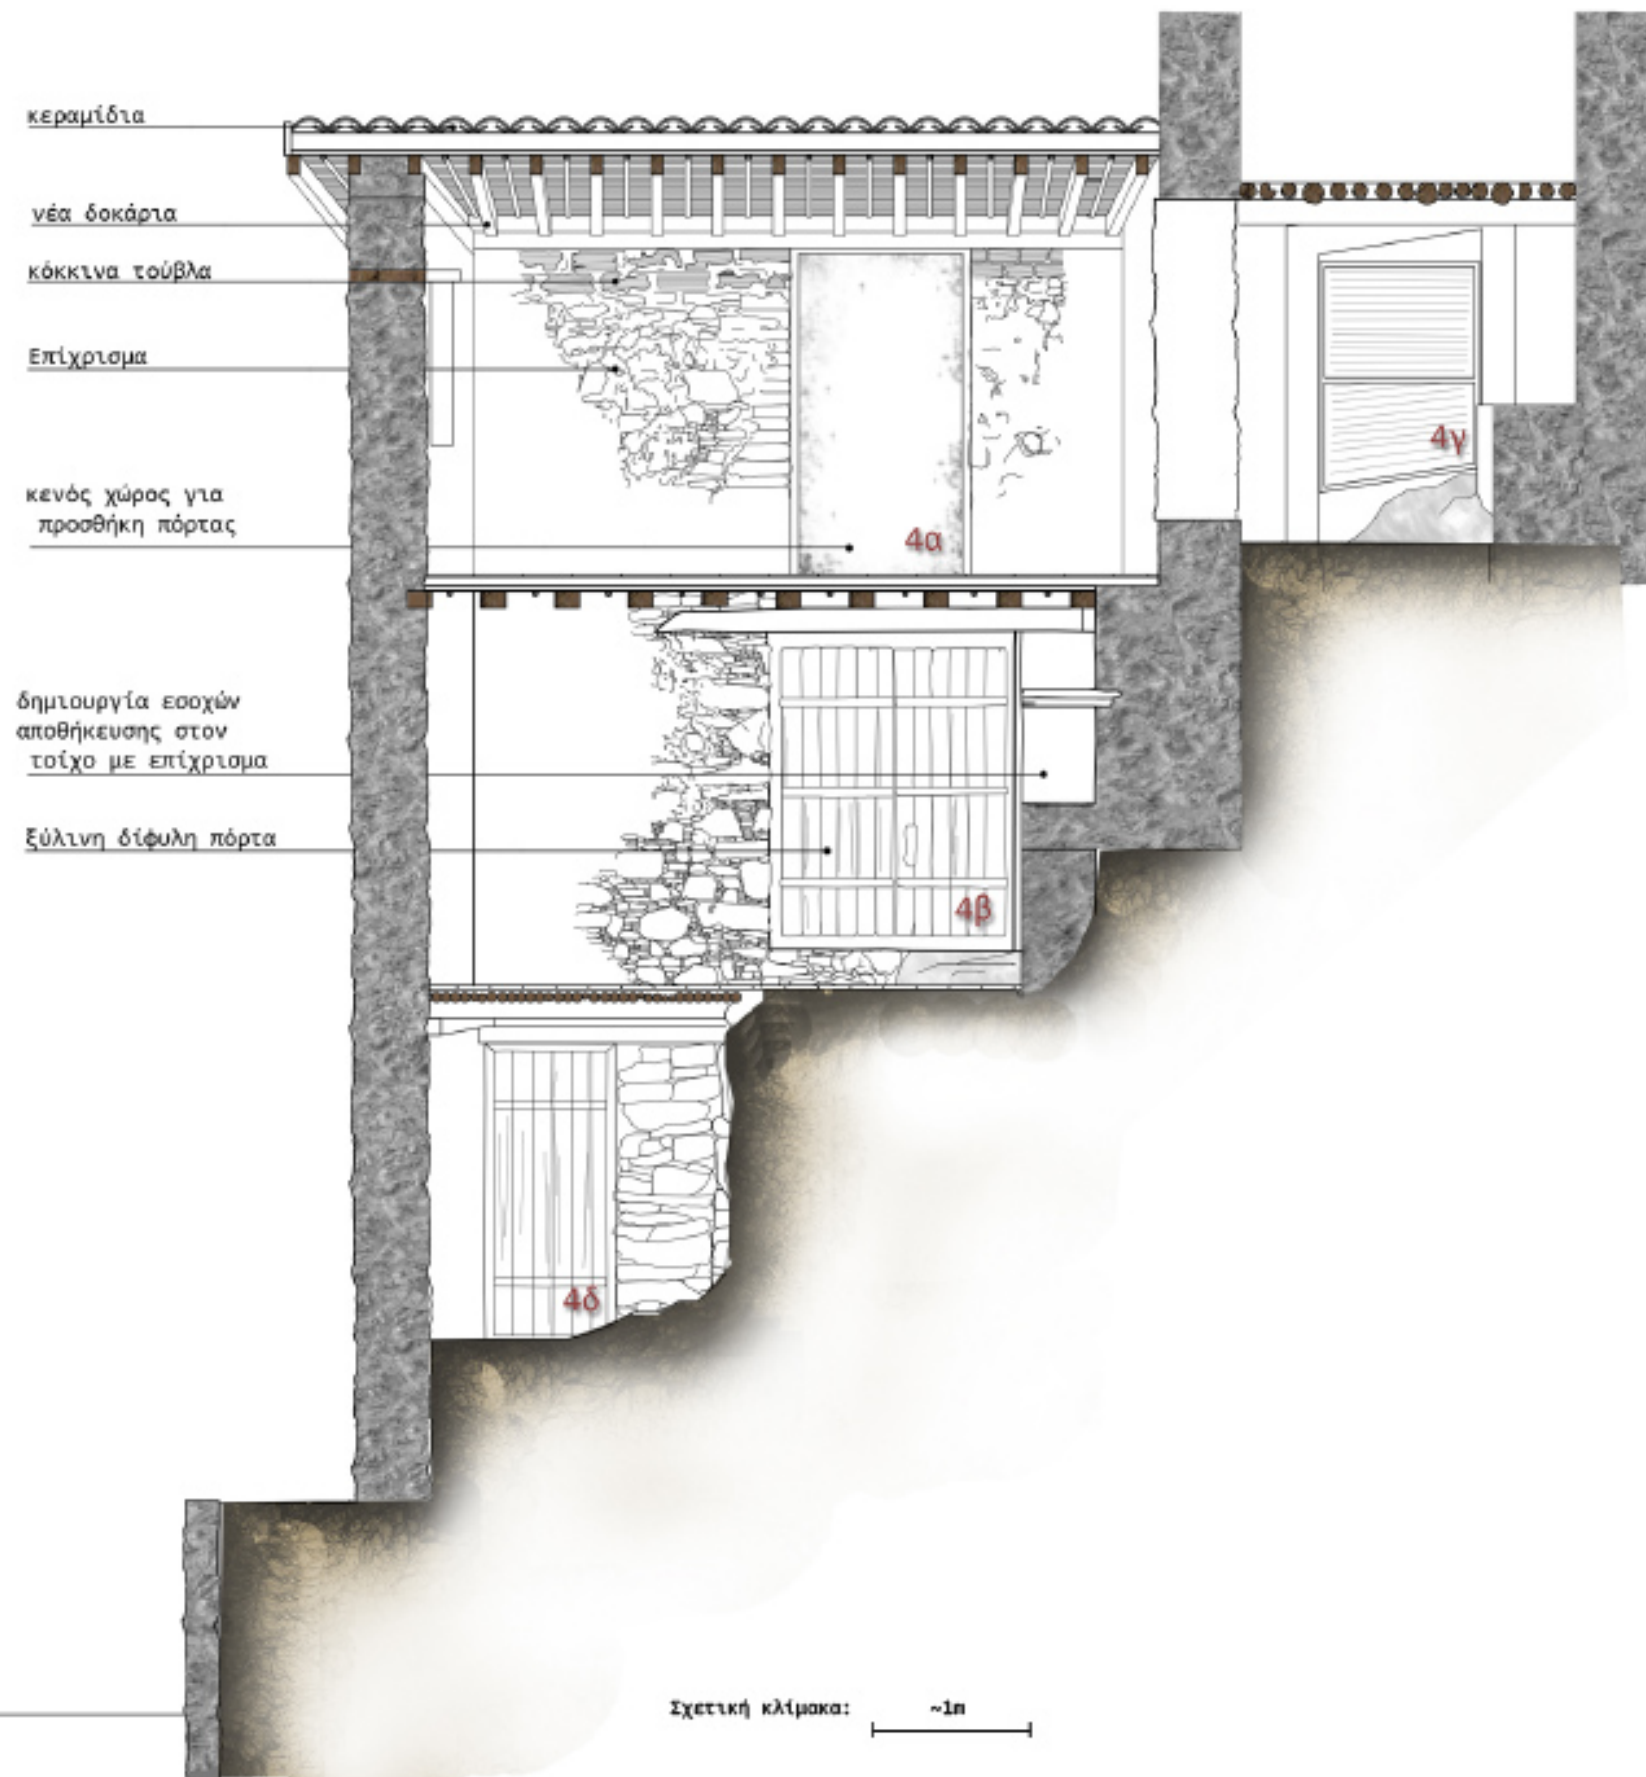 κεραμίδια
νέα δοκάρια
κόκκινα τούβλα
Επίχρισμα
κενός χώρος για
προσθήκη πόρτας
4α
4γ
δημιουργία εσοχών
αποθήκευσης στον
τοίχο με επίχρισμα
ξύλινη δίφυλη πόρτα
4β
4δ
Σχετική κλίμακα: ~1m